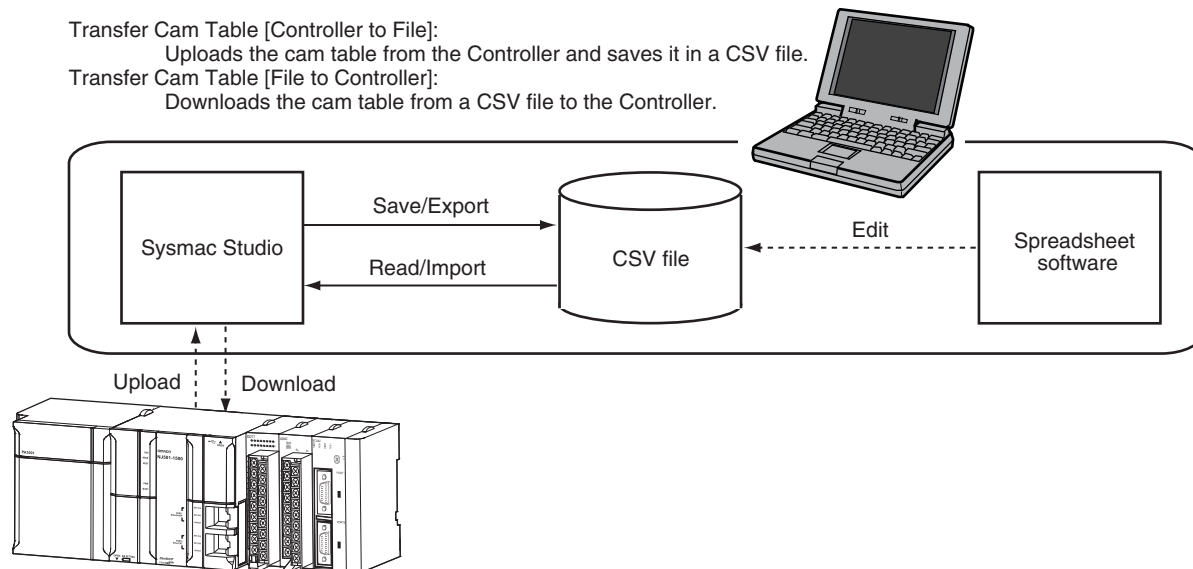 Transfer Cam Table [Controller to File]:
Uploads the cam table from the Controller and saves it in a CSV file.
Transfer Cam Table [File to Controller]:
Downloads the cam table from a CSV file to the Controller.
Sysmac Studio
Save/Export
Read/Import
CSV file
Edit
Spreadsheet
software
Upload
Download
NJ501-1500